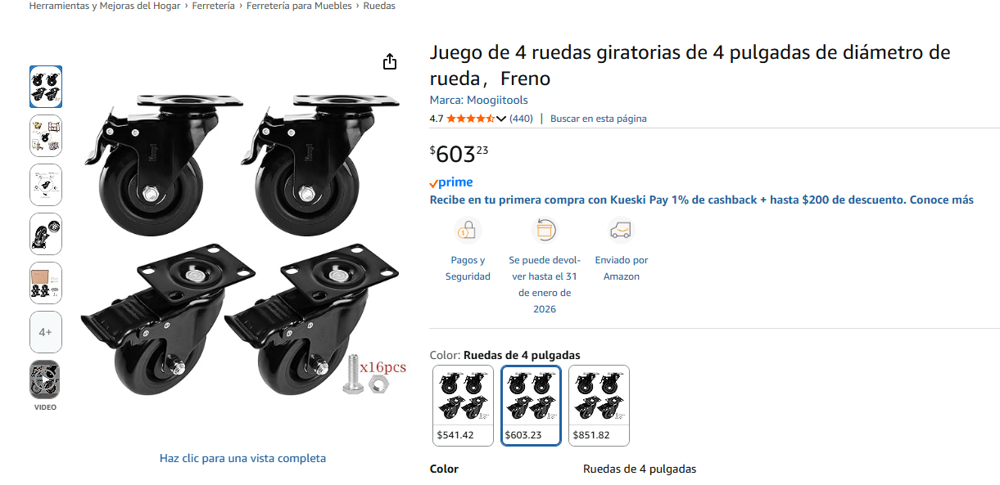 Herramientas y Mejoras del Hogar › Ferretería › Ferretería para Muebles › Ruedas
Juego de 4 ruedas giratorias de 4 pulgadas de diámetro de
rueda，Freno
Marca: Moogiitools
4.7 (440) | Buscar en esta página
$603 23
prime
Recibe en tu primera compra con Kueski Pay 1% de cashback + hasta $200 de descuento. Conoce más
Pagos y
Seguridad
Se puede devol-
ver hasta el 31
de enero de
2026
Enviado por
Amazon
Color: Ruedas de 4 pulgadas
$541.42
$603.23
$851.82
Color Ruedas de 4 pulgadas
4+
VIDEO
x16pcs
Haz clic para una vista completa